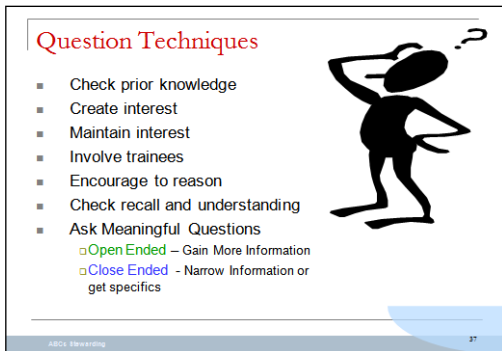 Question Techniques
Check prior knowledge
Create interest
Maintain interest
Involve trainees
Encourage to reason
Check recall and understanding
Ask Meaningful Questions
Open Ended – Gain More Information
Close Ended - Narrow Information or
get specifics
?
ABCs Stewarding
37